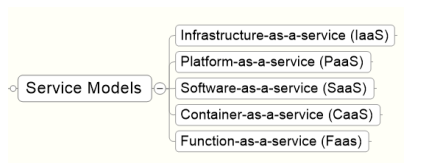 Service Models
Infrastructure-as-a-service (IaaS)
Platform-as-a-service (PaaS)
Software-as-a-service (SaaS)
Container-as-a-service (CaaS)
Function-as-a-service (Faas)